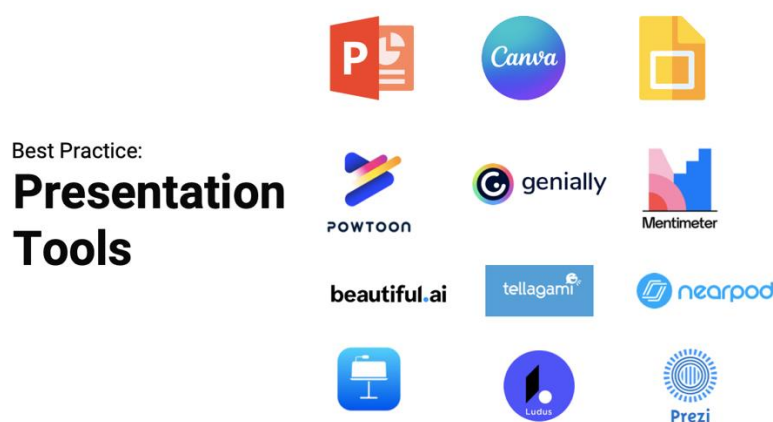 Best Practice:
Presentation
Tools
P
Canva
POWTOON
genially
Mentimeter
beautiful.ai
tellagami
nearpod
Ludus
Prezi